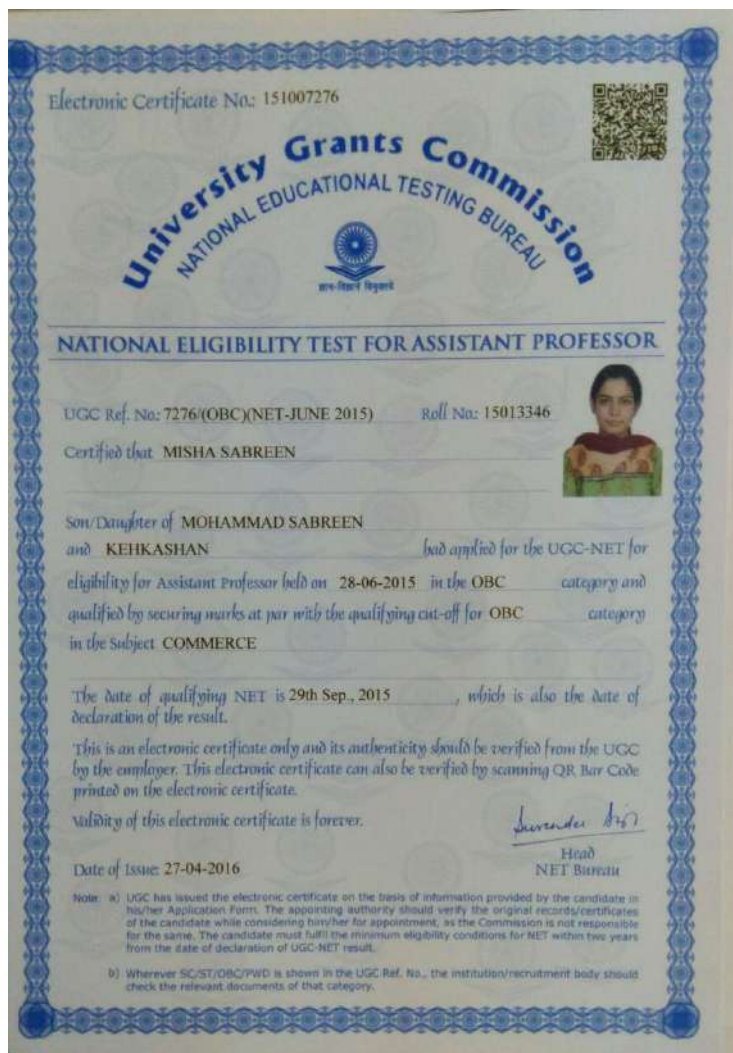 Electronic Certificate No.: 151007276
University Grants Commission
NATIONAL EDUCATIONAL TESTING BUREAU
ज्ञान-विज्ञानं विमुक्तये
NATIONAL ELIGIBILITY TEST FOR ASSISTANT PROFESSOR
UGC Ref. No.: 7276/(OBC)(NET-JUNE 2015) Roll No.: 15013346
Certified that MISHA SABREEN
Son/Daughter of MOHAMMAD SABREEN
and KEHKASHAN had applied for the UGC-NET for
eligibility for Assistant Professor held on 28-06-2015 in the OBC category and
qualified by securing marks at par with the qualifying cut-off for OBC category
in the Subject COMMERCE
The date of qualifying NET is 29th Sep., 2015 , which is also the date of
declaration of the result.
This is an electronic certificate only and its authenticity should be verified from the UGC
by the employer. This electronic certificate can also be verified by scanning QR Bar Code
printed on the electronic certificate.
Validity of this electronic certificate is forever.
Surender
Head
Date of Issue: 27-04-2016 NET Bureau
Note: a) UGC has issued the electronic certificate on the basis of information provided by the candidate in
his/her Application Form. The appointing authority should verify the original records/certificates
of the candidate while considering him/her for appointment, as the Commission is not responsible
for the same. The candidate must fulfil the minimum eligibility conditions for NET within two years
from the date of declaration of UGC-NET result.
b) Wherever SC/ST/OBC/PWD is shown in the UGC Ref. No., the institution/recruitment body should
check the relevant documents of that category.